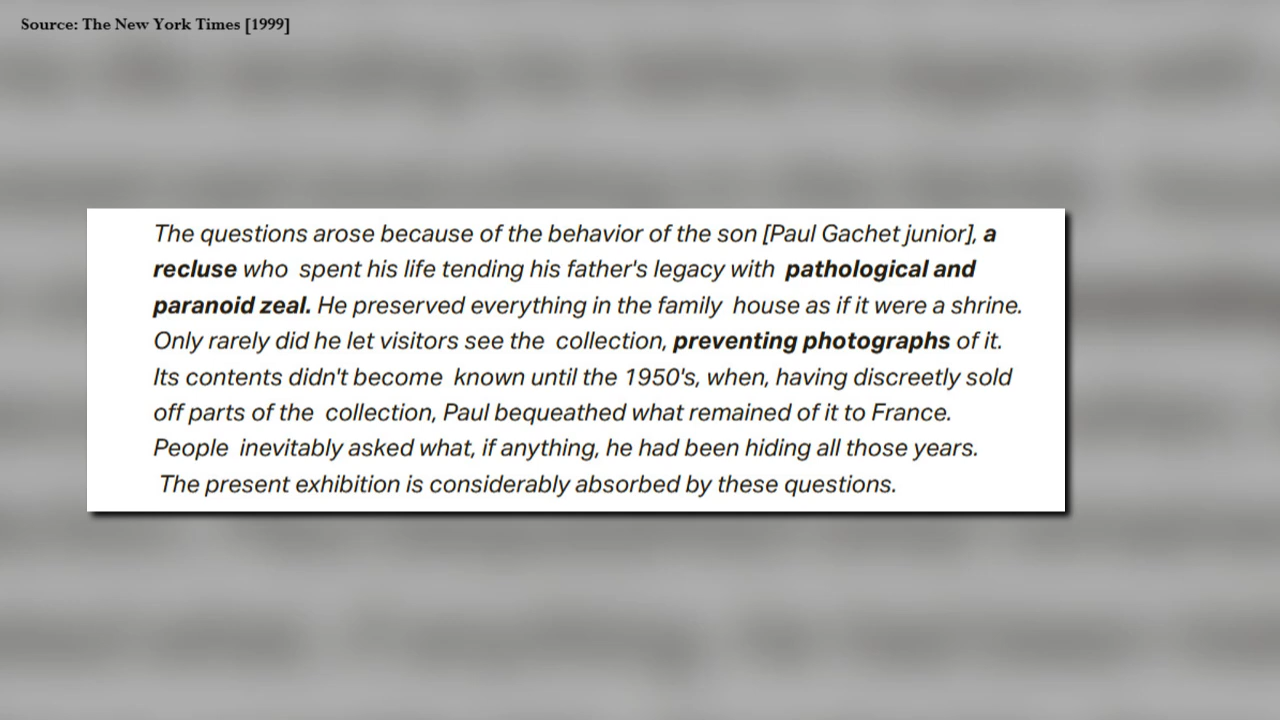 Source: The New York Times [1999]
The questions arose because of the behavior of the son [Paul Gachet junior], a
recluse who spent his life tending his father's legacy with pathological and
paranoid zeal. He preserved everything in the family house as if it were a shrine.
Only rarely did he let visitors see the collection, preventing photographs of it.
Its contents didn't become known until the 1950's, when, having discreetly sold
off parts of the collection, Paul bequeathed what remained of it to France.
People inevitably asked what, if anything, he had been hiding all those years.
The present exhibition is considerably absorbed by these questions.